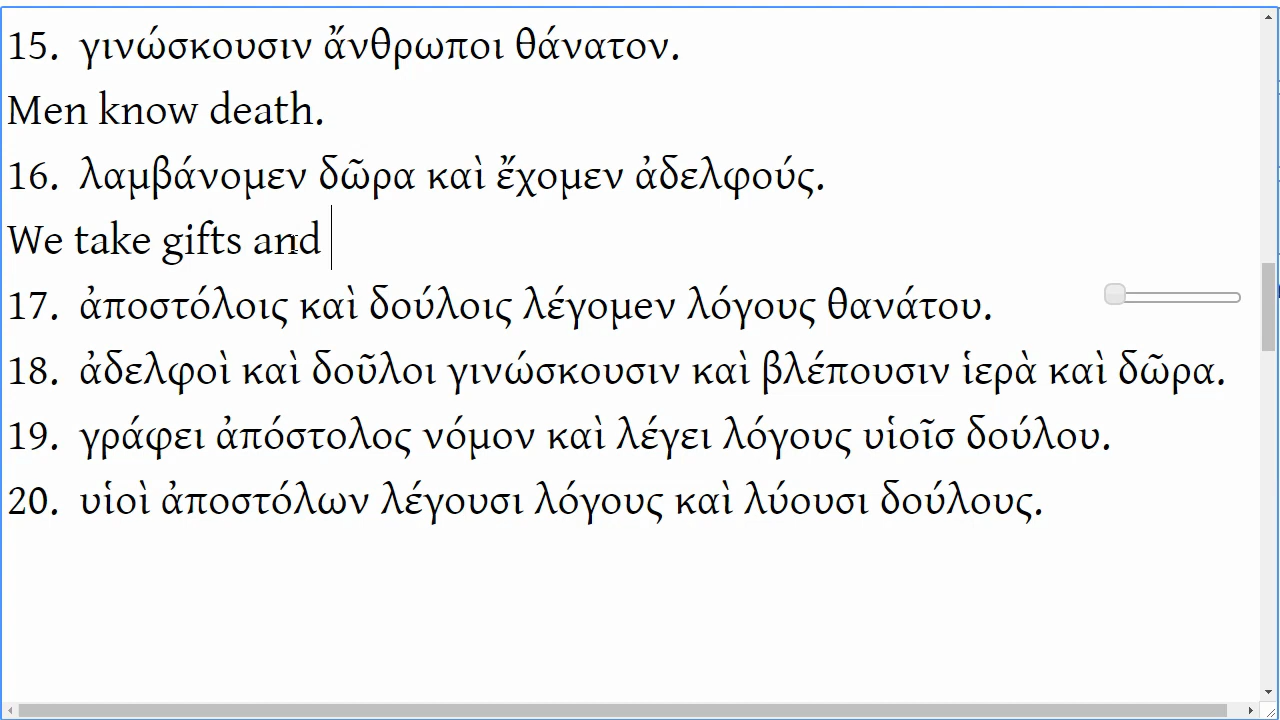 15. γινώσκουσιν ἄνθρωποι θάνατον.
Men know death.
16. λαμβάνομεν δῶρα καὶ ἔχομεν ἀδελφούς.
We take gifts and
17. ἀποστόλοις καὶ δούλοις λέγομεν λόγους θανάτου.
18. ἀδελφοὶ καὶ δοῦλοι γινώσκουσιν καὶ βλέπουσιν ἱερὰ καὶ δῶρα.
19. γράφει ἀπόστολος νόμον καὶ λέγει λόγους υἱοῖσ δούλου.
20. υἱοὶ ἀποστόλων λέγουσι λόγους καὶ λύουσι δούλους.